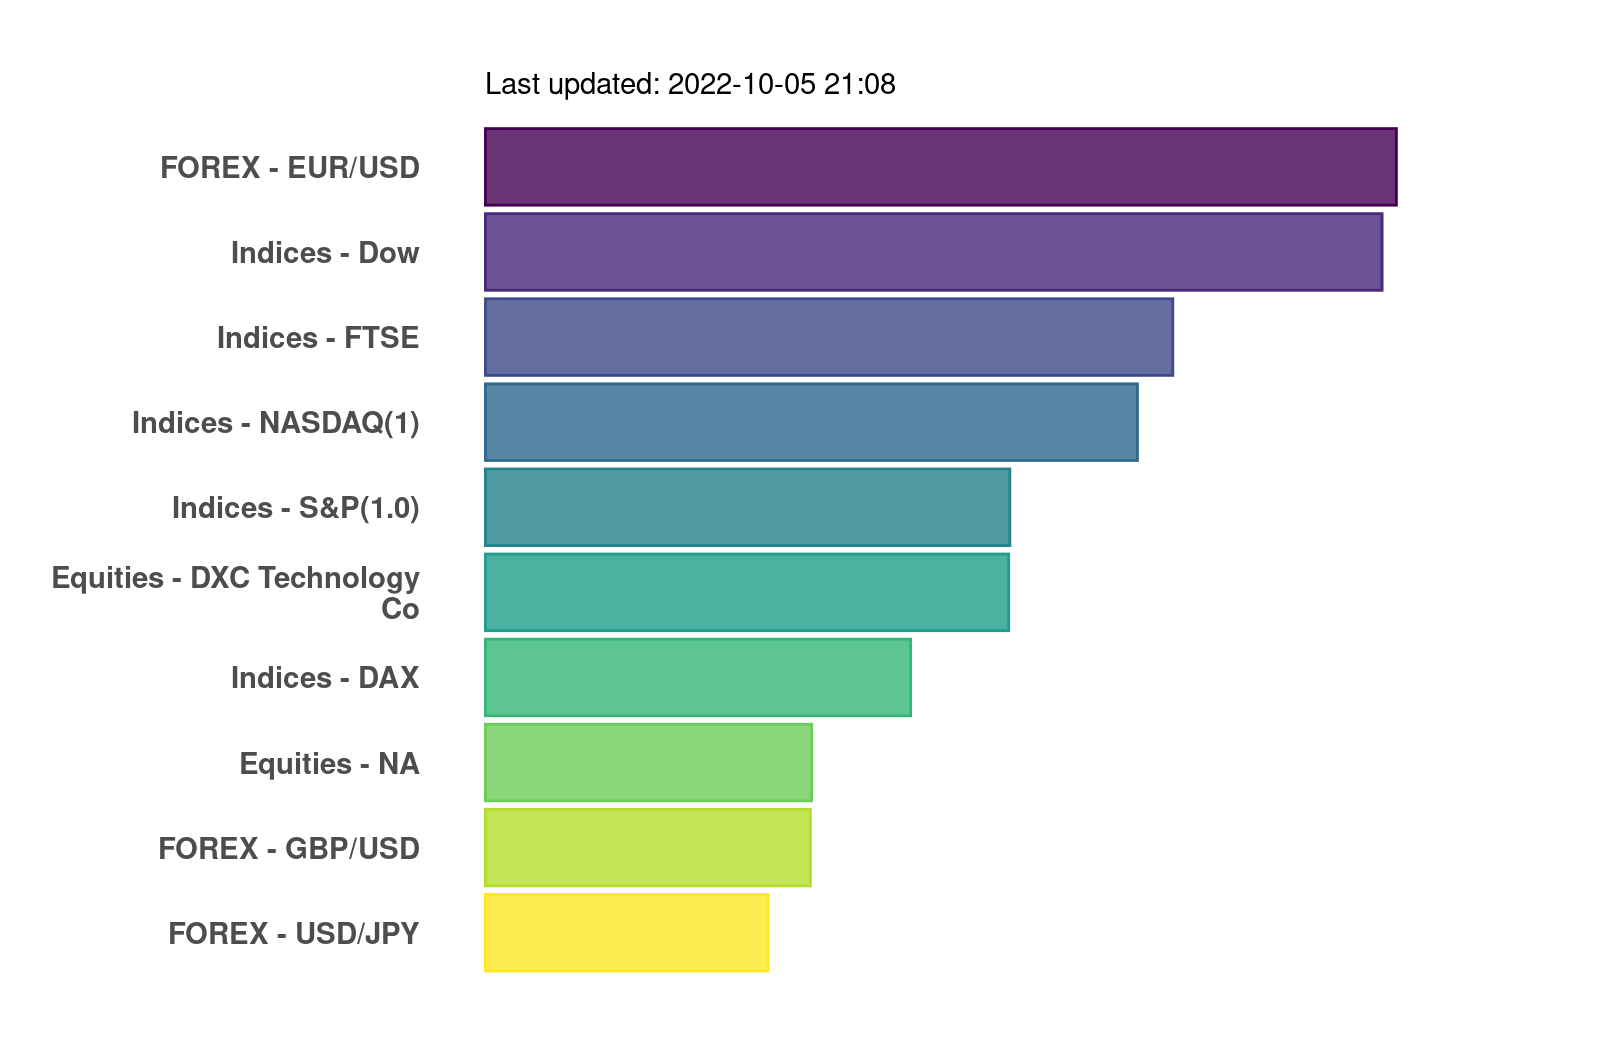 Last updated: 2022-10-05 21:08
FOREX - EUR/USD
Indices - Dow
Indices - FTSE
Indices - NASDAQ(1)
Indices - S&P(1.0)
Equities - DXC Technology
Co
Indices - DAX
Equities - NA
FOREX - GBP/USD
FOREX - USD/JPY